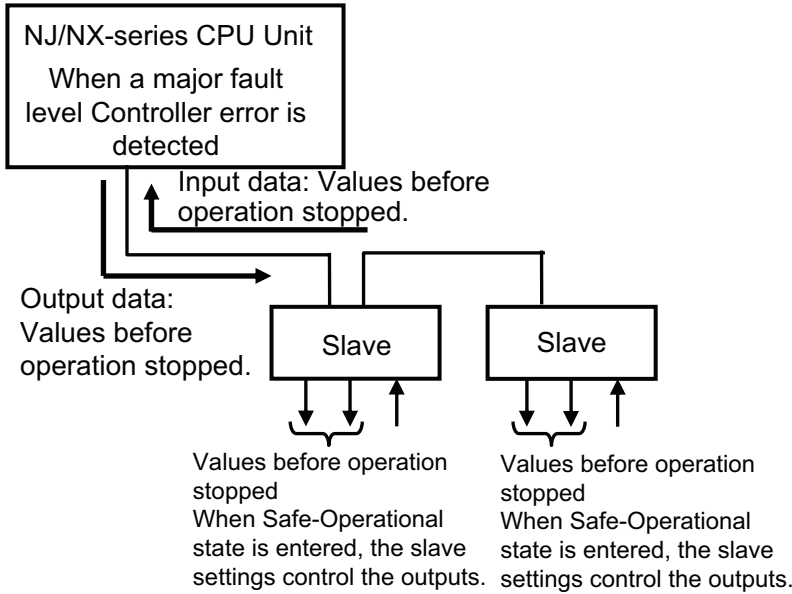 NJ/NX-series CPU Unit
When a major fault
level Controller error is
detected
Input data: Values before
operation stopped.
Output data:
Values before
operation stopped.
Slave
Slave
Values before operation
stopped
When Safe-Operational
state is entered, the slave
settings control the outputs.
Values before operation
stopped
When Safe-Operational
state is entered, the slave
settings control the outputs.